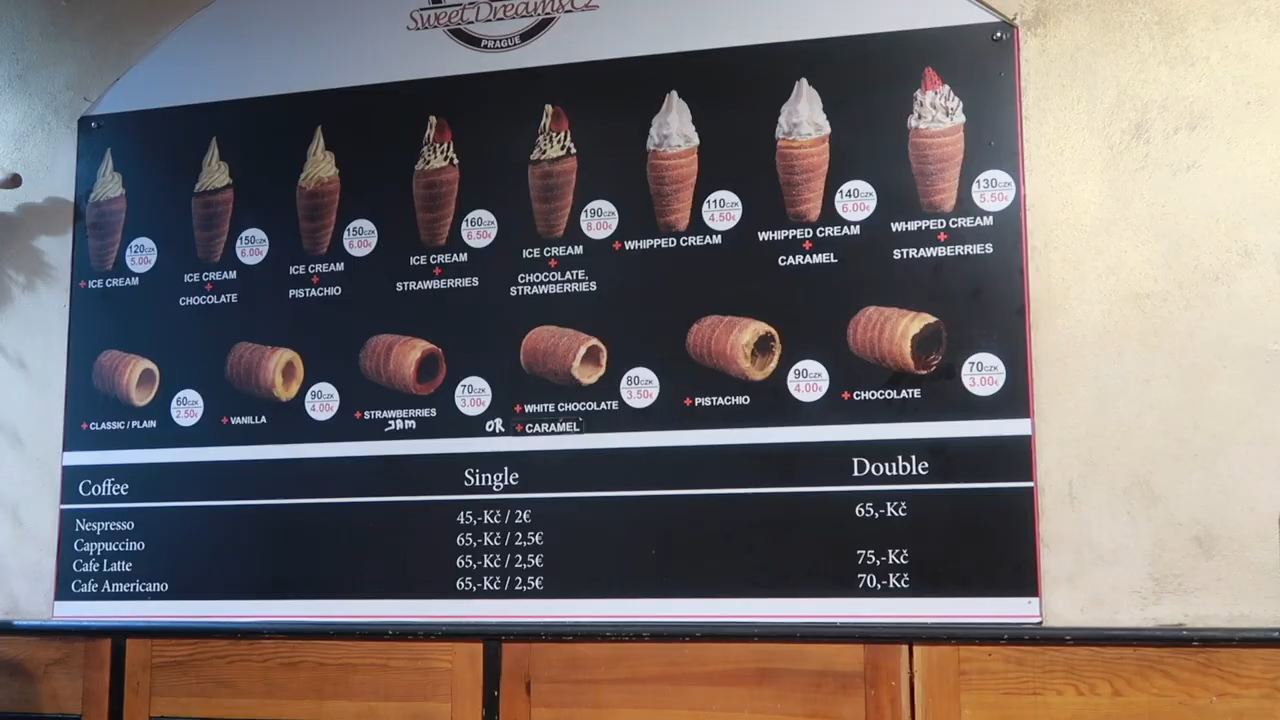 SweetDreamsCZ
PRAGUE
120CZK
5.00€
+ ICE CREAM
150CZK
6.00€
ICE CREAM
+
CHOCOLATE
150CZK
6.00€
ICE CREAM
+
PISTACHIO
160CZK
6.50€
ICE CREAM
+
STRAWBERRIES
190CZK
8.00€
ICE CREAM
+
CHOCOLATE,
STRAWBERRIES
110CZK
4.50€
+ WHIPPED CREAM
140CZK
6.00€
WHIPPED CREAM
+
CARAMEL
130CZK
5.50€
WHIPPED CREAM
+
STRAWBERRIES
60CZK
2.50€
+ CLASSIC / PLAIN
90CZK
4.00€
+ VANILLA
70CZK
3.00€
+ STRAWBERRIES
JAM
80CZK
3.50€
+ WHITE CHOCOLATE
OR + CARAMEL
90CZK
4.00€
+ PISTACHIO
70CZK
3.00€
+ CHOCOLATE
Coffee Single Double
Nespresso 45,-Kč / 2€ 65,-Kč
Cappuccino 65,-Kč / 2,5€
Cafe Latte 65,-Kč / 2,5€ 75,-Kč
Cafe Americano 65,-Kč / 2,5€ 70,-Kč